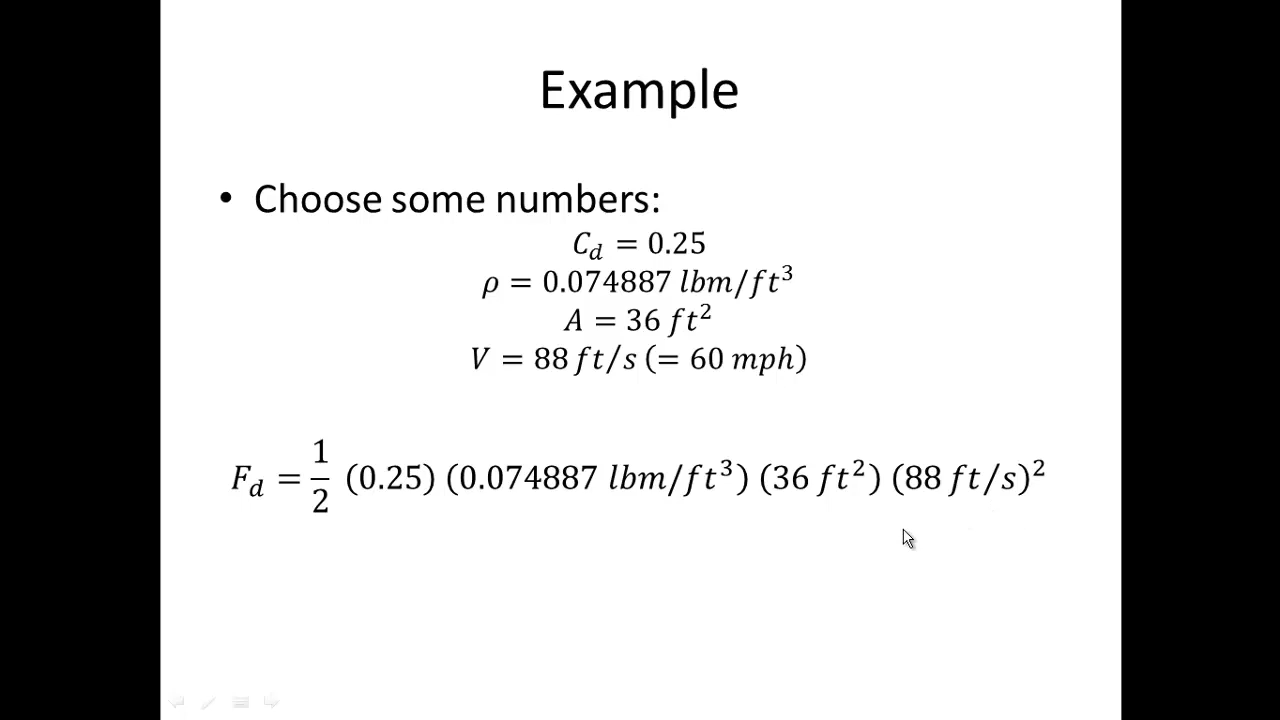 Example
• Choose some numbers:
C_d = 0.25
ρ = 0.074887 lbm/ft³
A = 36 ft²
V = 88 ft/s (= 60 mph)
F_d = 1/2 (0.25) (0.074887 lbm/ft³) (36 ft²) (88 ft/s)²